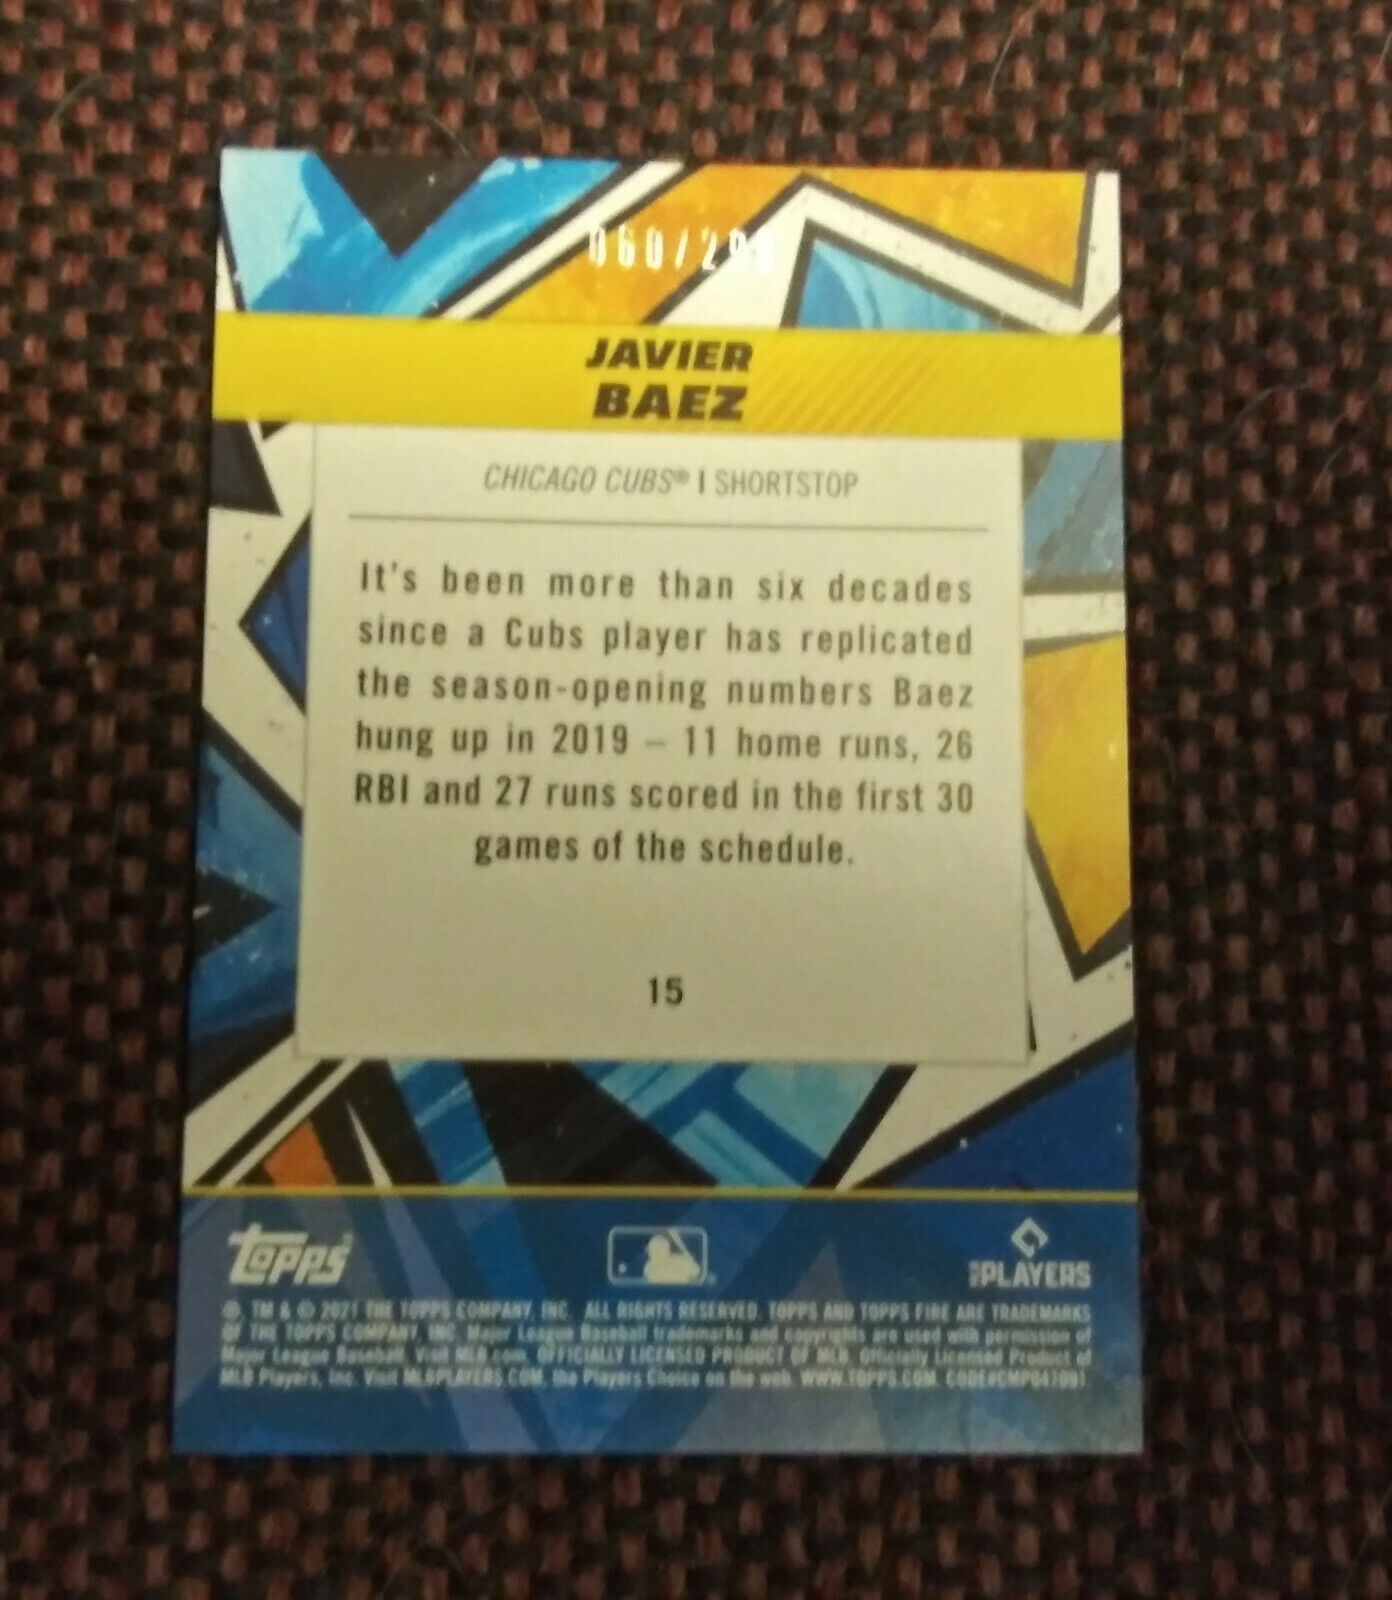 060/29
JAVIER
BAEZ
CHICAGO CUBS® | SHORTSTOP
It's been more than six decades
since a Cubs player has replicated
the season-opening numbers Baez
hung up in 2019 – 11 home runs, 26
RBI and 27 runs scored in the first 30
games of the schedule.
15
Topps
PLAYERS
®, TM & © 2021 THE TOPPS COMPANY, INC. ALL RIGHTS RESERVED. TOPPS AND TOPPS FIRE ARE TRADEMARKS
OF THE TOPPS COMPANY, INC. Major League Baseball trademarks and copyrights are used with permission of
Major League Baseball. Visit MLB.com. OFFICIALLY LICENSED PRODUCT OF MLB. Officially Licensed Product of
MLB Players, Inc. Visit MLBPLAYERS.COM, the Players Choice on the web. WWW.TOPPS.COM. CODE#CMP047091